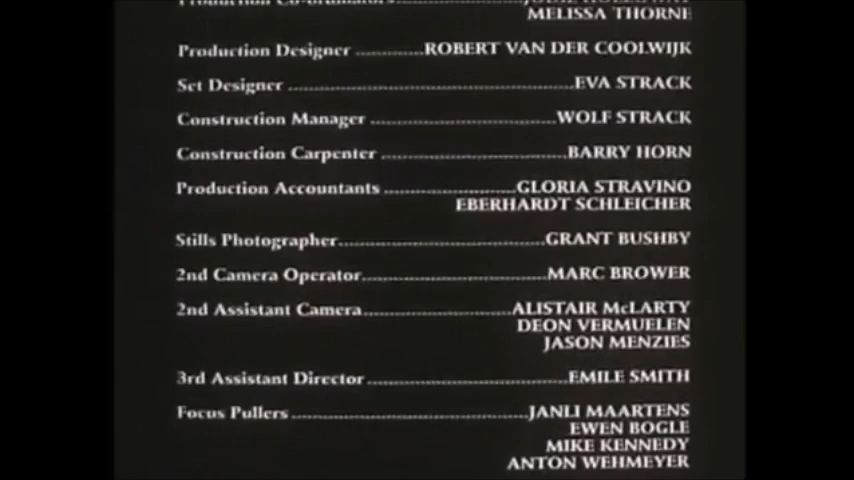 Production Co-ordinators
MELISSA THORNE
Production Designer ............ROBERT VAN DER COOLWIJK
Set Designer ..................................................EVA STRACK
Construction Manager .................................WOLF STRACK
Construction Carpenter ................................BARRY HORN
Production Accountants .......................GLORIA STRAVINO
EBERHARDT SCHLEICHER
Stills Photographer.....................................GRANT BUSHBY
2nd Camera Operator.................................MARC BROWER
2nd Assistant Camera..........................ALISTAIR McLARTY
DEON VERMUELEN
JASON MENZIES
3rd Assistant Director...................................EMILE SMITH
Focus Pullers ..........................................JANLI MAARTENS
EWEN BOGLE
MIKE KENNEDY
ANTON WEHMEYER